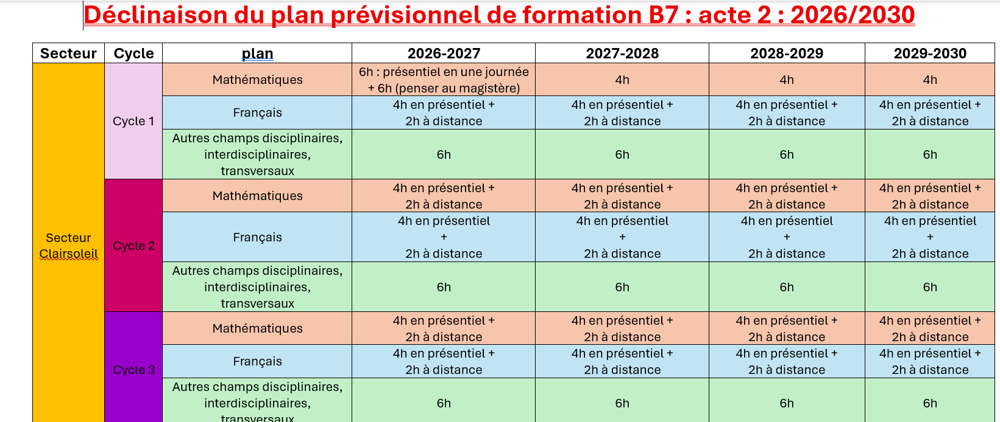 Déclinaison du plan prévisionnel de formation B7 : acte 2 : 2026/2030
Secteur Cycle plan 2026-2027 2027-2028 2028-2029 2029-2030
Secteur
Clairsoleil
Cycle 1
Mathématiques
6h : présentiel en une journée
+ 6h (penser au magistère)
4h
4h
4h
Français
4h en présentiel +
2h à distance
4h en présentiel +
2h à distance
4h en présentiel +
2h à distance
4h en présentiel +
2h à distance
Autres champs disciplinaires,
interdisciplinaires,
transversaux
6h
6h
6h
6h
Cycle 2
Mathématiques
4h en présentiel +
2h à distance
4h en présentiel +
2h à distance
4h en présentiel +
2h à distance
4h en présentiel +
2h à distance
Français
4h en présentiel
+
2h à distance
4h en présentiel
+
2h à distance
4h en présentiel
+
2h à distance
4h en présentiel
+
2h à distance
Autres champs disciplinaires,
interdisciplinaires,
transversaux
6h
6h
6h
6h
Cycle 3
Mathématiques
4h en présentiel +
2h à distance
4h en présentiel +
2h à distance
4h en présentiel +
2h à distance
4h en présentiel +
2h à distance
Français
4h en présentiel +
2h à distance
4h en présentiel +
2h à distance
4h en présentiel +
2h à distance
4h en présentiel +
2h à distance
Autres champs disciplinaires,
interdisciplinaires,
transversaux
6h
6h
6h
6h